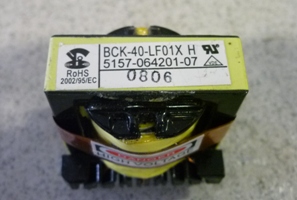 BCK-40-LF01X H
5157-064201-07
0806
RoHS
2002/95/EC